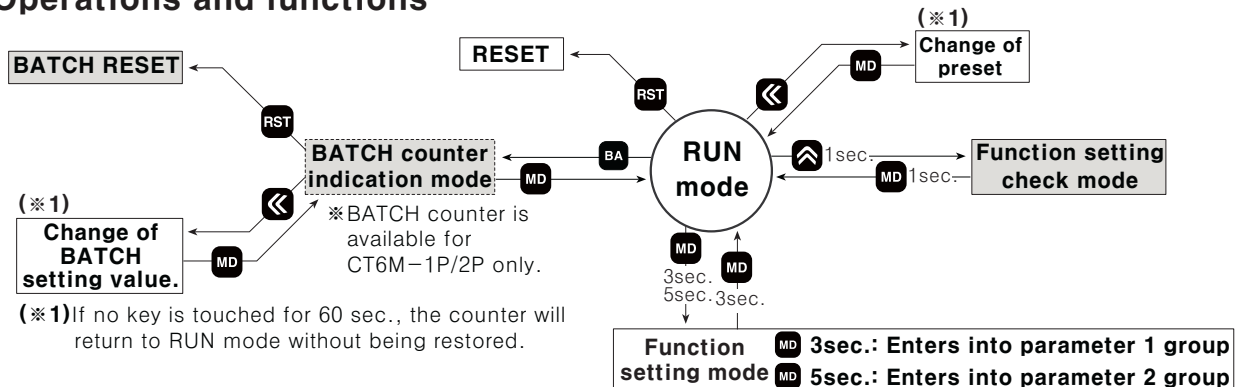 Operations and functions
(※1)
Change of
preset
RESET
MD
BATCH RESET
RST
RST
BATCH counter
indication mode
BA
MD
RUN
mode
1sec.
MD 1sec.
Function setting
check mode
(※1)
Change of
BATCH
setting value.
MD
※BATCH counter is
available for
CT6M-1P/2P only.
MD
3sec.
5sec.
MD
3sec.
(※1)If no key is touched for 60 sec., the counter will
return to RUN mode without being restored.
Function
setting mode
MD 3sec.: Enters into parameter 1 group
MD 5sec.: Enters into parameter 2 group